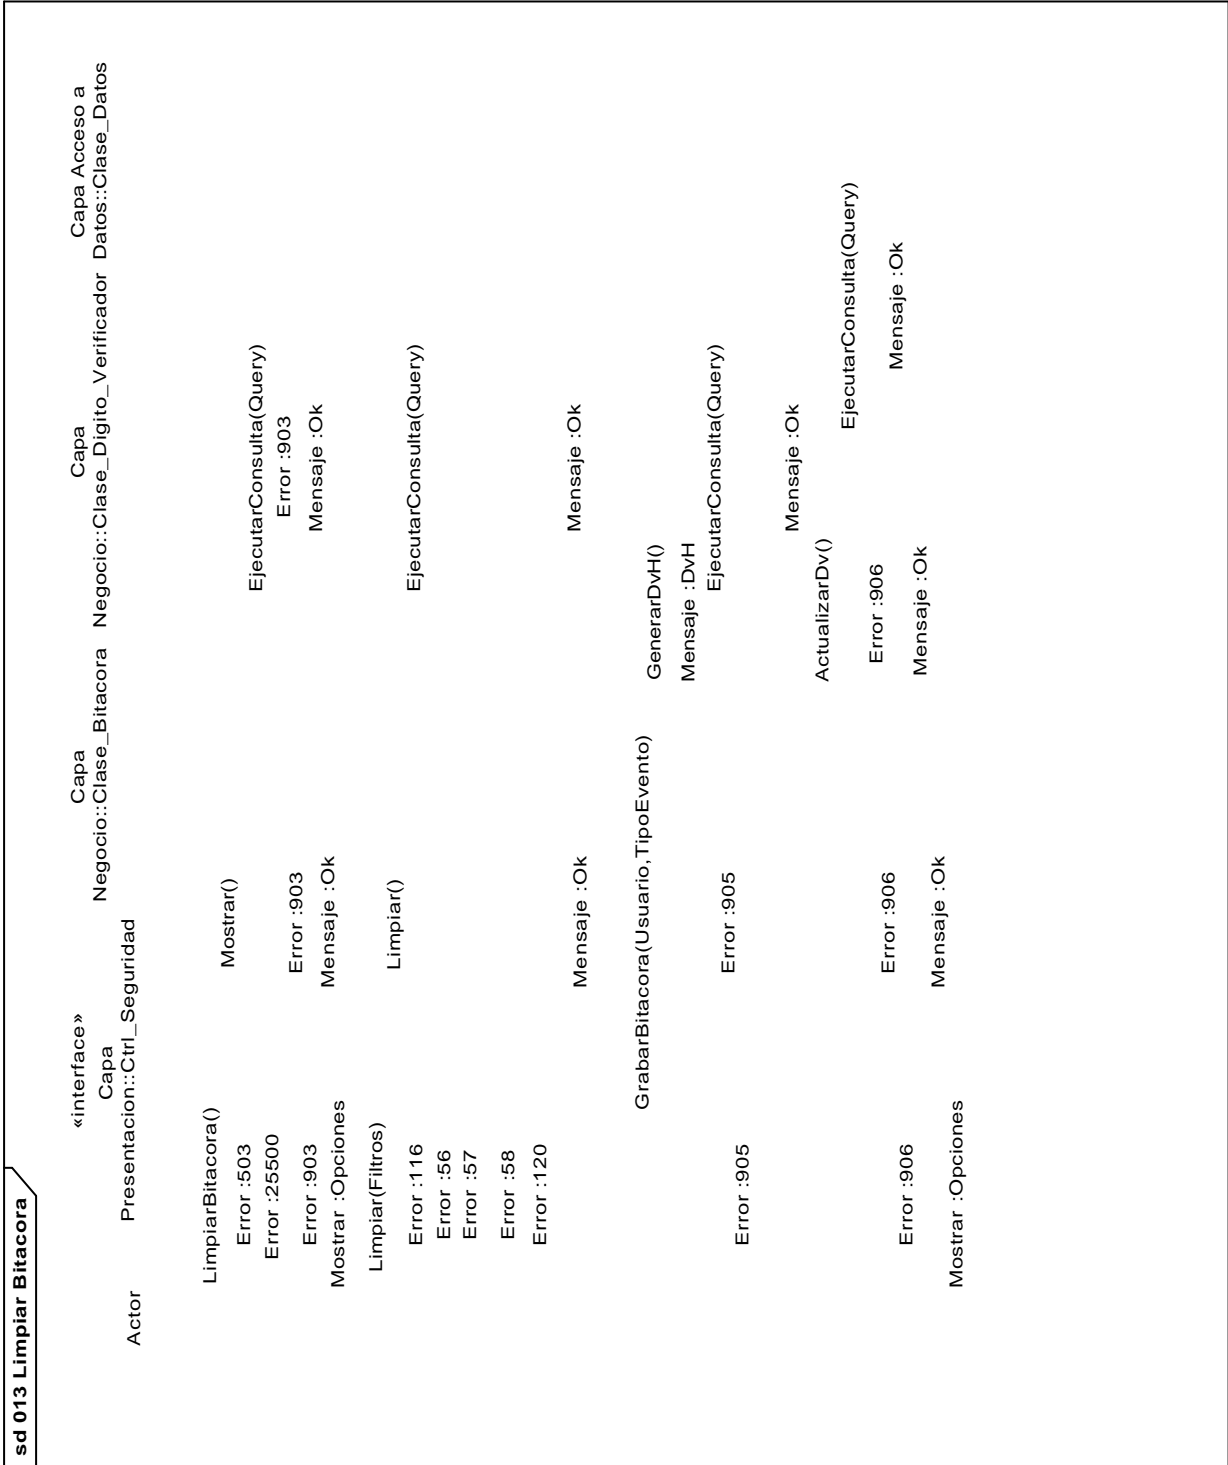 sd 013 Limpiar Bitacora
Actor
«interface»
Capa
Presentacion::Ctrl_Seguridad
Capa
Negocio::Clase_Bitacora
Capa
Negocio::Clase_Digito_Verificador
Capa Acceso a
Datos::Clase_Datos
LimpiarBitacora()
Mostrar()
Error :503
EjecutarConsulta(Query)
Error :25500
Error :903
Error :903
Error :903
Mensaje :Ok
Mensaje :Ok
Mostrar :Opciones
Limpiar(Filtros)
Limpiar()
EjecutarConsulta(Query)
Error :116
Error :56
Error :57
Error :58
Error :120
Mensaje :Ok
Mensaje :Ok
GrabarBitacora(Usuario,TipoEvento)
GenerarDvH()
Mensaje :DvH
EjecutarConsulta(Query)
Error :905
Error :905
Mensaje :Ok
ActualizarDv()
EjecutarConsulta(Query)
Error :906
Error :906
Mensaje :Ok
Error :906
Mensaje :Ok
Mensaje :Ok
Mostrar :Opciones